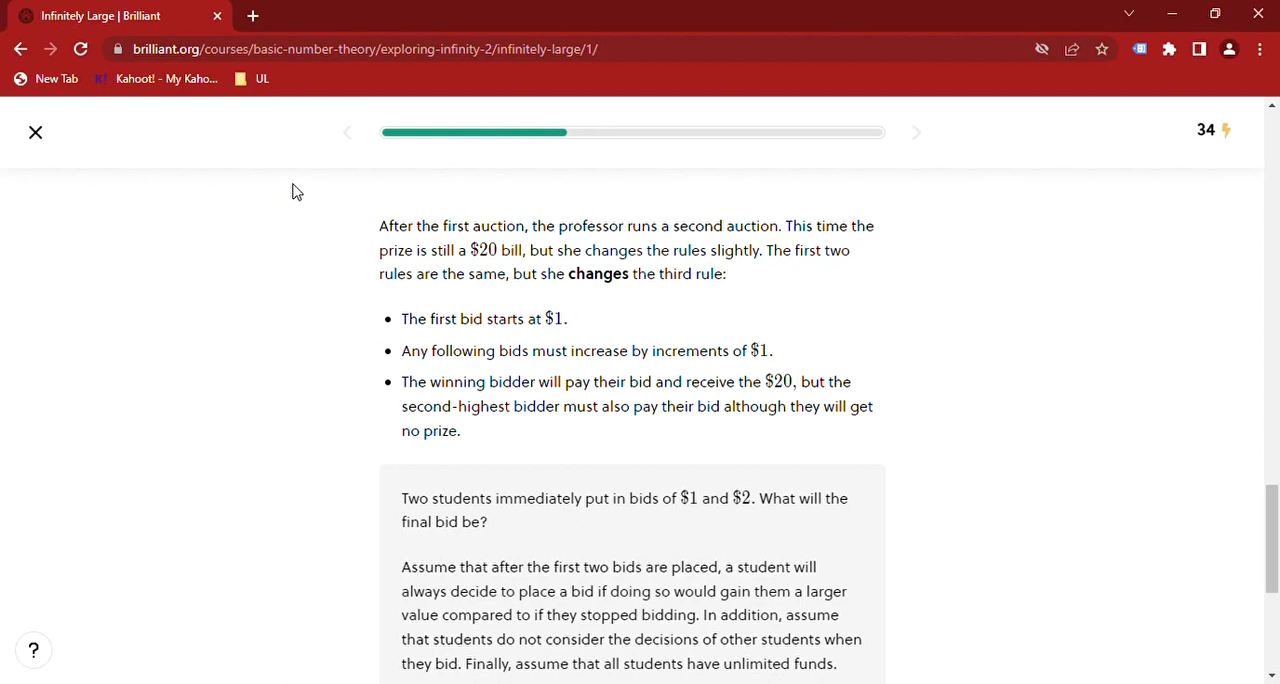 Infinitely Large | Brilliant
brilliant.org/courses/basic-number-theory/exploring-infinity-2/infinitely-large/1/
New Tab
Kahoot! - My Kaho...
UL
34
After the first auction, the professor runs a second auction. This time the
prize is still a $20 bill, but she changes the rules slightly. The first two
rules are the same, but she changes the third rule:
• The first bid starts at $1.
• Any following bids must increase by increments of $1.
• The winning bidder will pay their bid and receive the $20, but the
second-highest bidder must also pay their bid although they will get
no prize.
Two students immediately put in bids of $1 and $2. What will the
final bid be?
Assume that after the first two bids are placed, a student will
always decide to place a bid if doing so would gain them a larger
value compared to if they stopped bidding. In addition, assume
that students do not consider the decisions of other students when
they bid. Finally, assume that all students have unlimited funds.
?